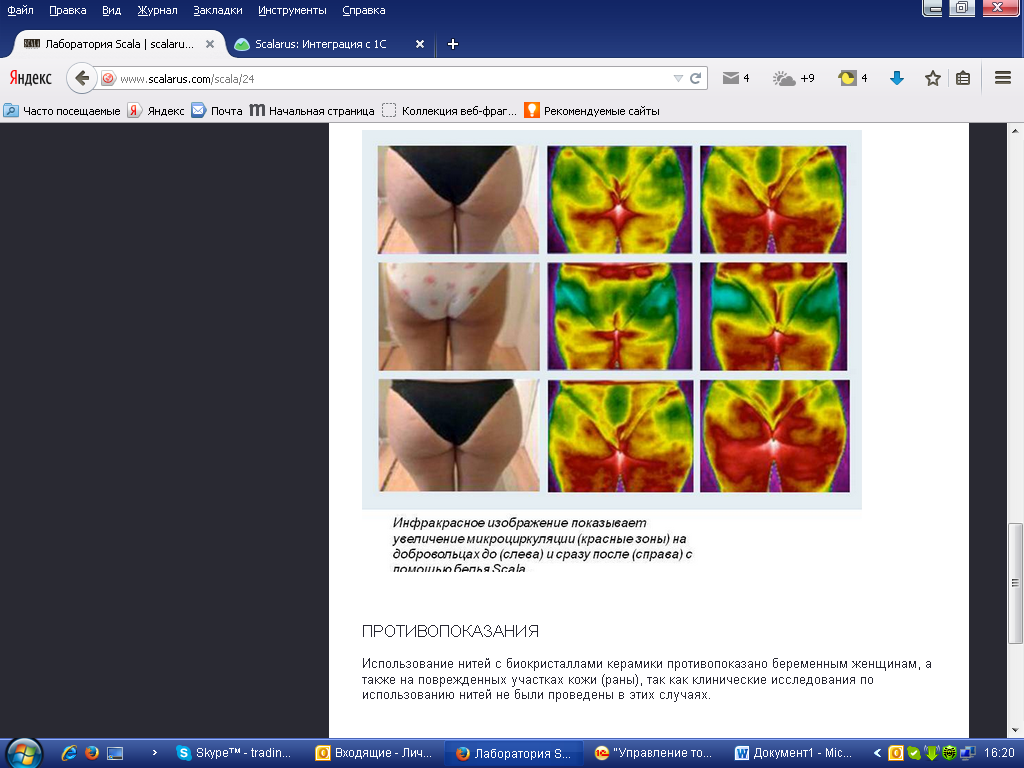 Файл Правка Вид Журнал Закладки Инструменты Справка
Лаборатория Scala | scalarus... × Scalarus: Интеграция с 1С × +
Яндекс www.scalarus.com/scala/24 4 +9 4
Часто посещаемые Яндекс Почта Начальная страница Коллекция веб-фраг... Рекомендуемые сайты
Инфракрасное изображение показывает
увеличение микроциркуляции (красные зоны) на
добровольцах до (слева) и сразу после (справа) с
помощью белья Scala
ПРОТИВОПОКАЗАНИЯ
Использование нитей с биокристаллами керамики противопоказано беременным женщинам, а
также на поврежденных участках кожи (раны), так как клинические исследования по
использованию нитей не были проведены в этих случаях.
Skype™ - tradin... Входящие - Лич... Лаборатория S... "Управление то... Документ1 - Mic... 16:20